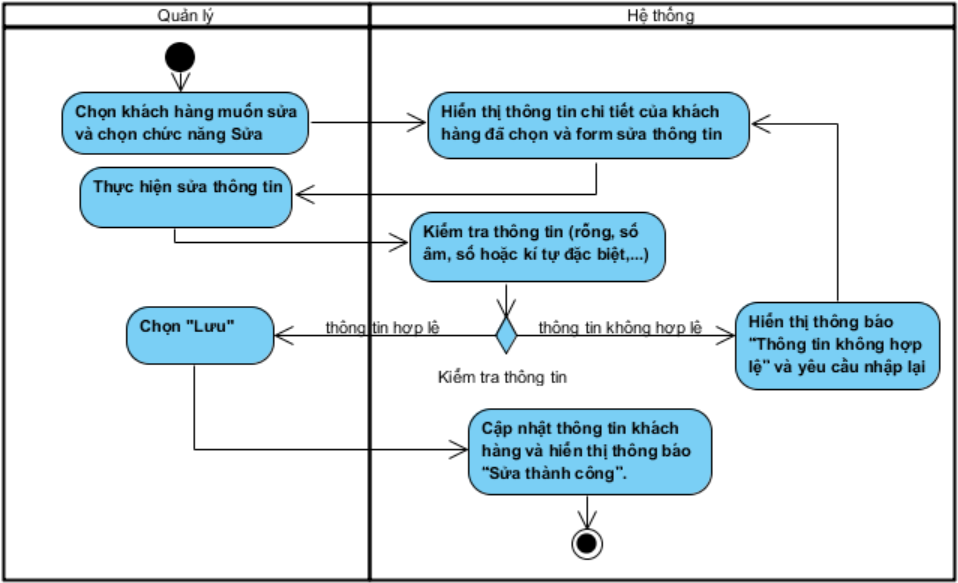 Quản lý
Hệ thống
Chọn khách hàng muốn sửa
và chọn chức năng Sửa
Hiển thị thông tin chi tiết của khách
hàng đã chọn và form sửa thông tin
Thực hiện sửa thông tin
Kiểm tra thông tin (rỗng, số
âm, số hoặc kí tự đặc biệt,...)
Chọn "Lưu"
thông tin hợp lệ
thông tin không hợp lệ
Hiển thị thông báo
"Thông tin không hợp
lệ" và yêu cầu nhập lại
Kiểm tra thông tin
Cập nhật thông tin khách
hàng và hiển thị thông báo
"Sửa thành công".